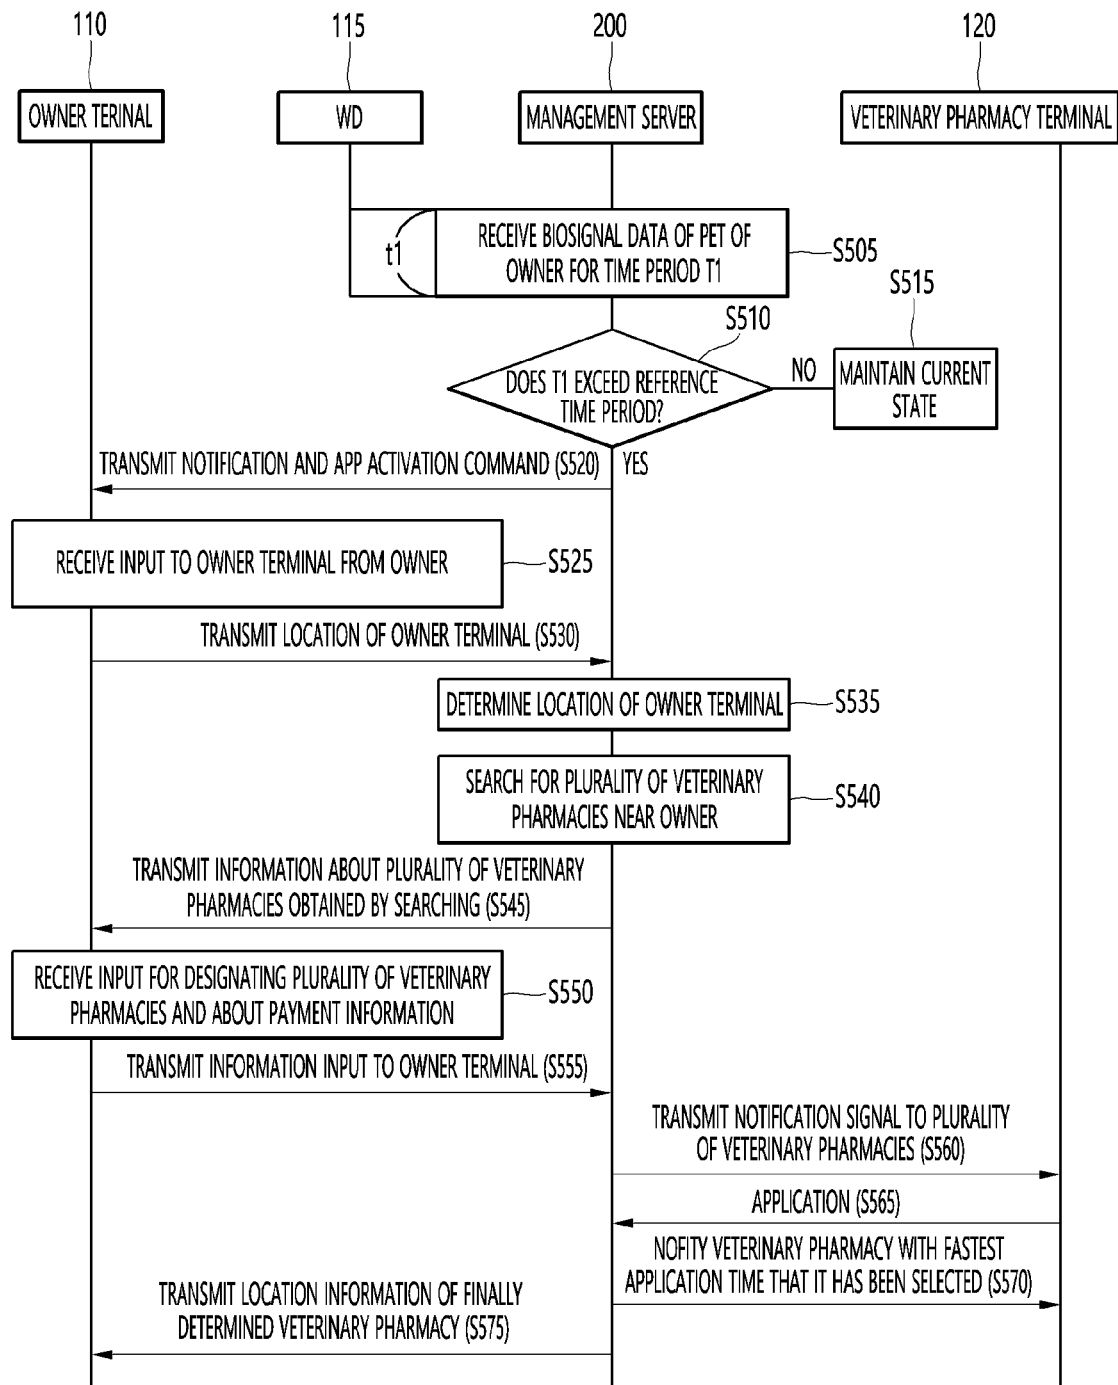 110
115
200
120
OWNER TERINAL
WD
MANAGEMENT SERVER
VETERINARY PHARMACY TERMINAL
t1
RECEIVE BIOSIGNAL DATA OF PET OF
OWNER FOR TIME PERIOD T1
S505
S510
S515
DOES T1 EXCEED REFERENCE
TIME PERIOD?
NO
MAINTAIN CURRENT
STATE
YES
TRANSMIT NOTIFICATION AND APP ACTIVATION COMMAND (S520)
RECEIVE INPUT TO OWNER TERMINAL FROM OWNER
S525
TRANSMIT LOCATION OF OWNER TERMINAL (S530)
DETERMINE LOCATION OF OWNER TERMINAL
S535
SEARCH FOR PLURALITY OF VETERINARY
PHARMACIES NEAR OWNER
S540
TRANSMIT INFORMATION ABOUT PLURALITY OF VETERINARY
PHARMACIES OBTAINED BY SEARCHING (S545)
RECEIVE INPUT FOR DESIGNATING PLURALITY OF VETERINARY
PHARMACIES AND ABOUT PAYMENT INFORMATION
S550
TRANSMIT INFORMATION INPUT TO OWNER TERMINAL (S555)
TRANSMIT NOTIFICATION SIGNAL TO PLURALITY
OF VETERINARY PHARMACIES (S560)
APPLICATION (S565)
NOFITY VETERINARY PHARMACY WITH FASTEST
APPLICATION TIME THAT IT HAS BEEN SELECTED (S570)
TRANSMIT LOCATION INFORMATION OF FINALLY
DETERMINED VETERINARY PHARMACY (S575)